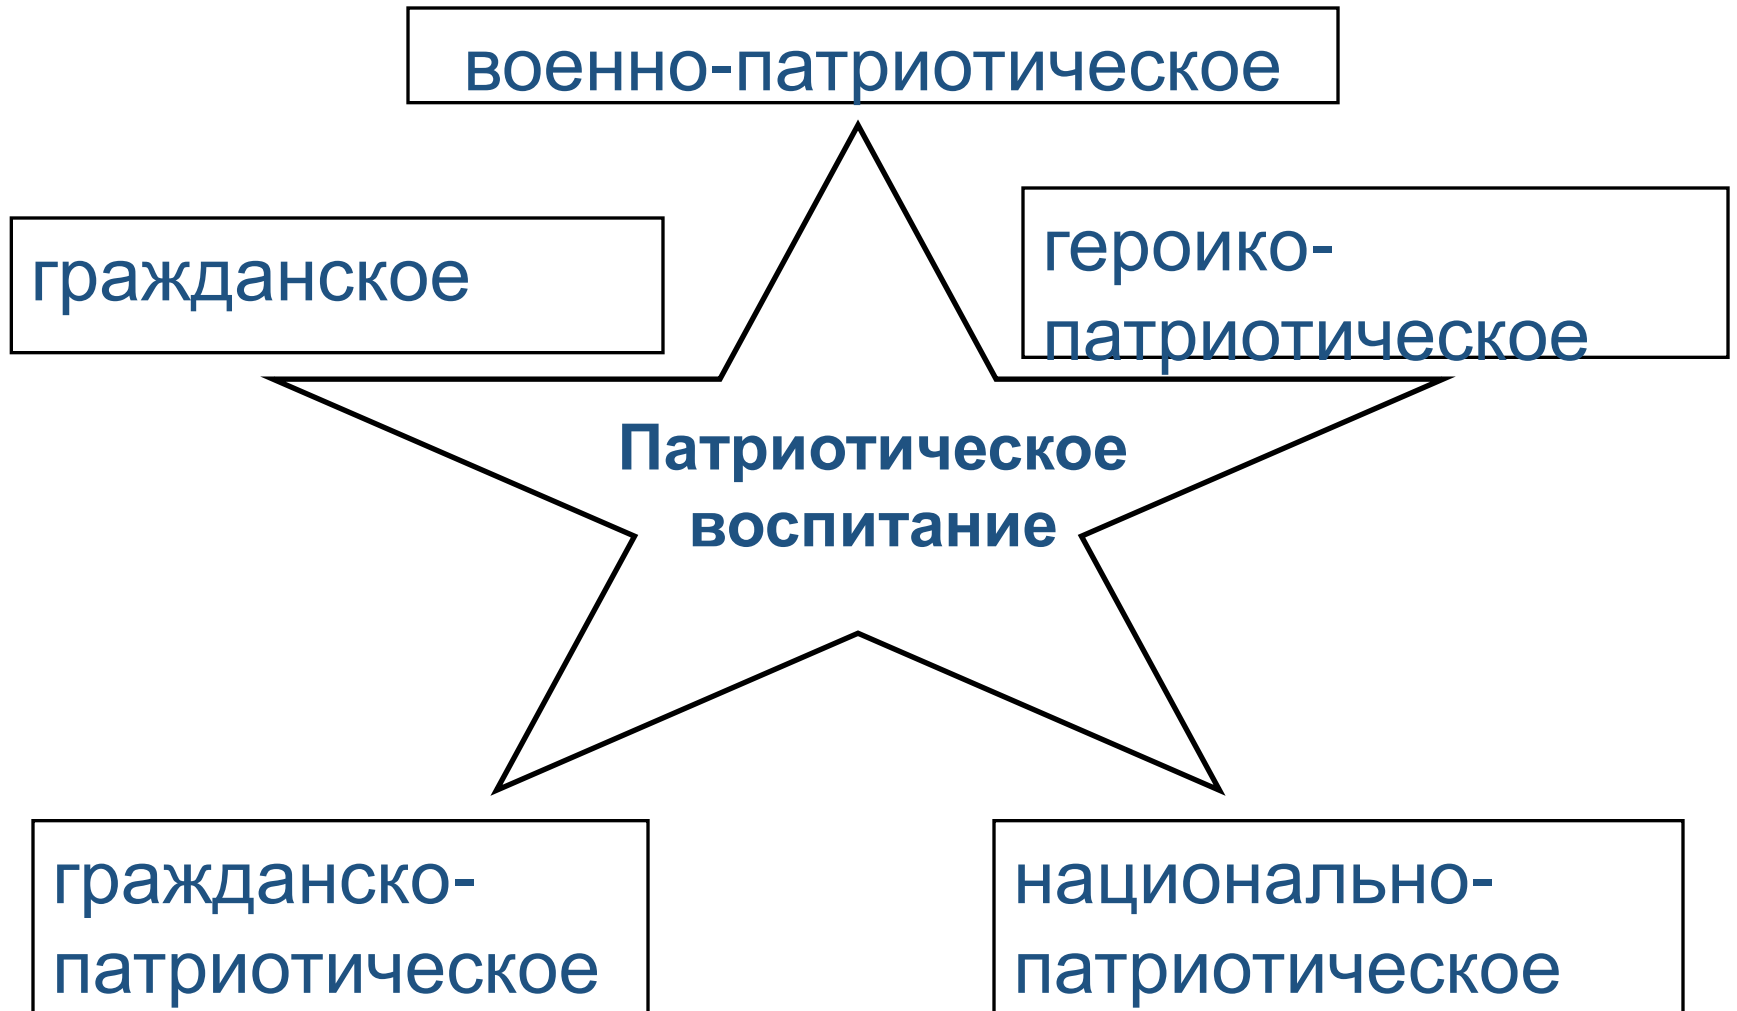 военно-патриотическое
гражданское
героико-
патриотическое
Патриотическое
воспитание
гражданско-
патриотическое
национально-
патриотическое